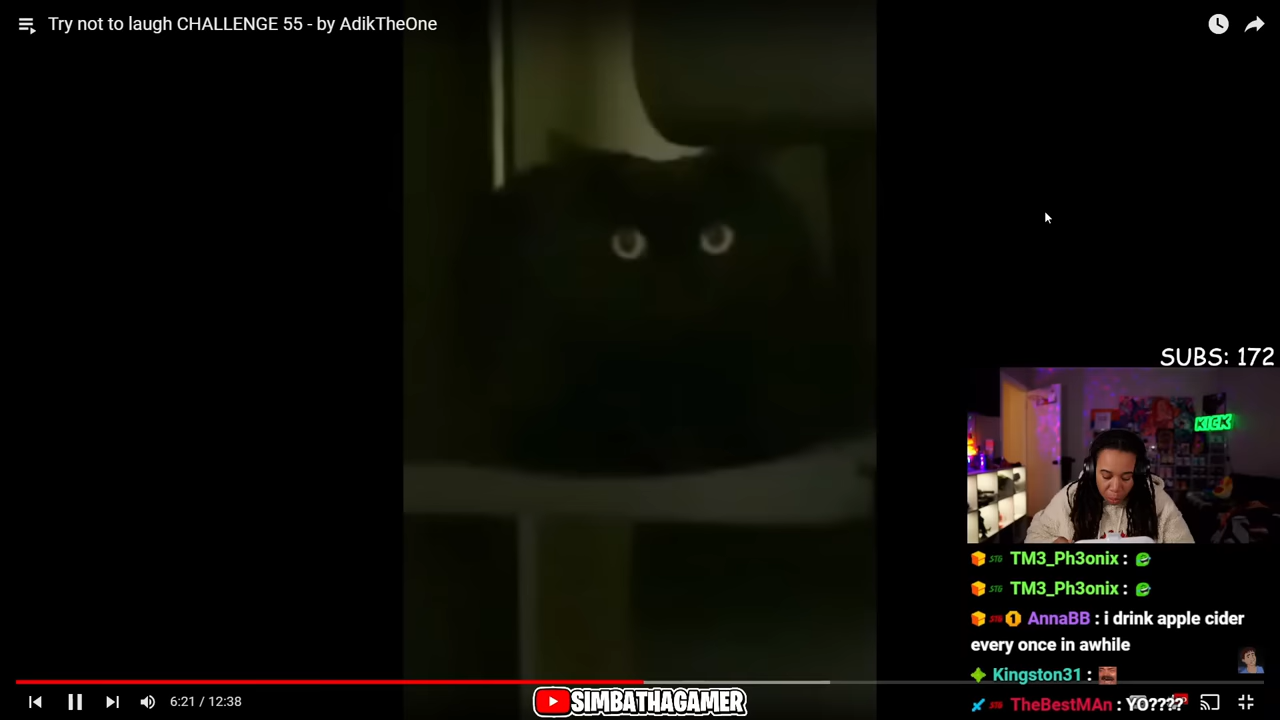 Try not to laugh CHALLENGE 55 - by AdikTheOne
SUBS: 172
KICK
TM3_Ph3onix :
TM3_Ph3onix :
1 AnnaBB : i drink apple cider
every once in awhile
Kingston31 :
TheBestMAn : YO????
6:21 / 12:38
SIMBATHAGAMER